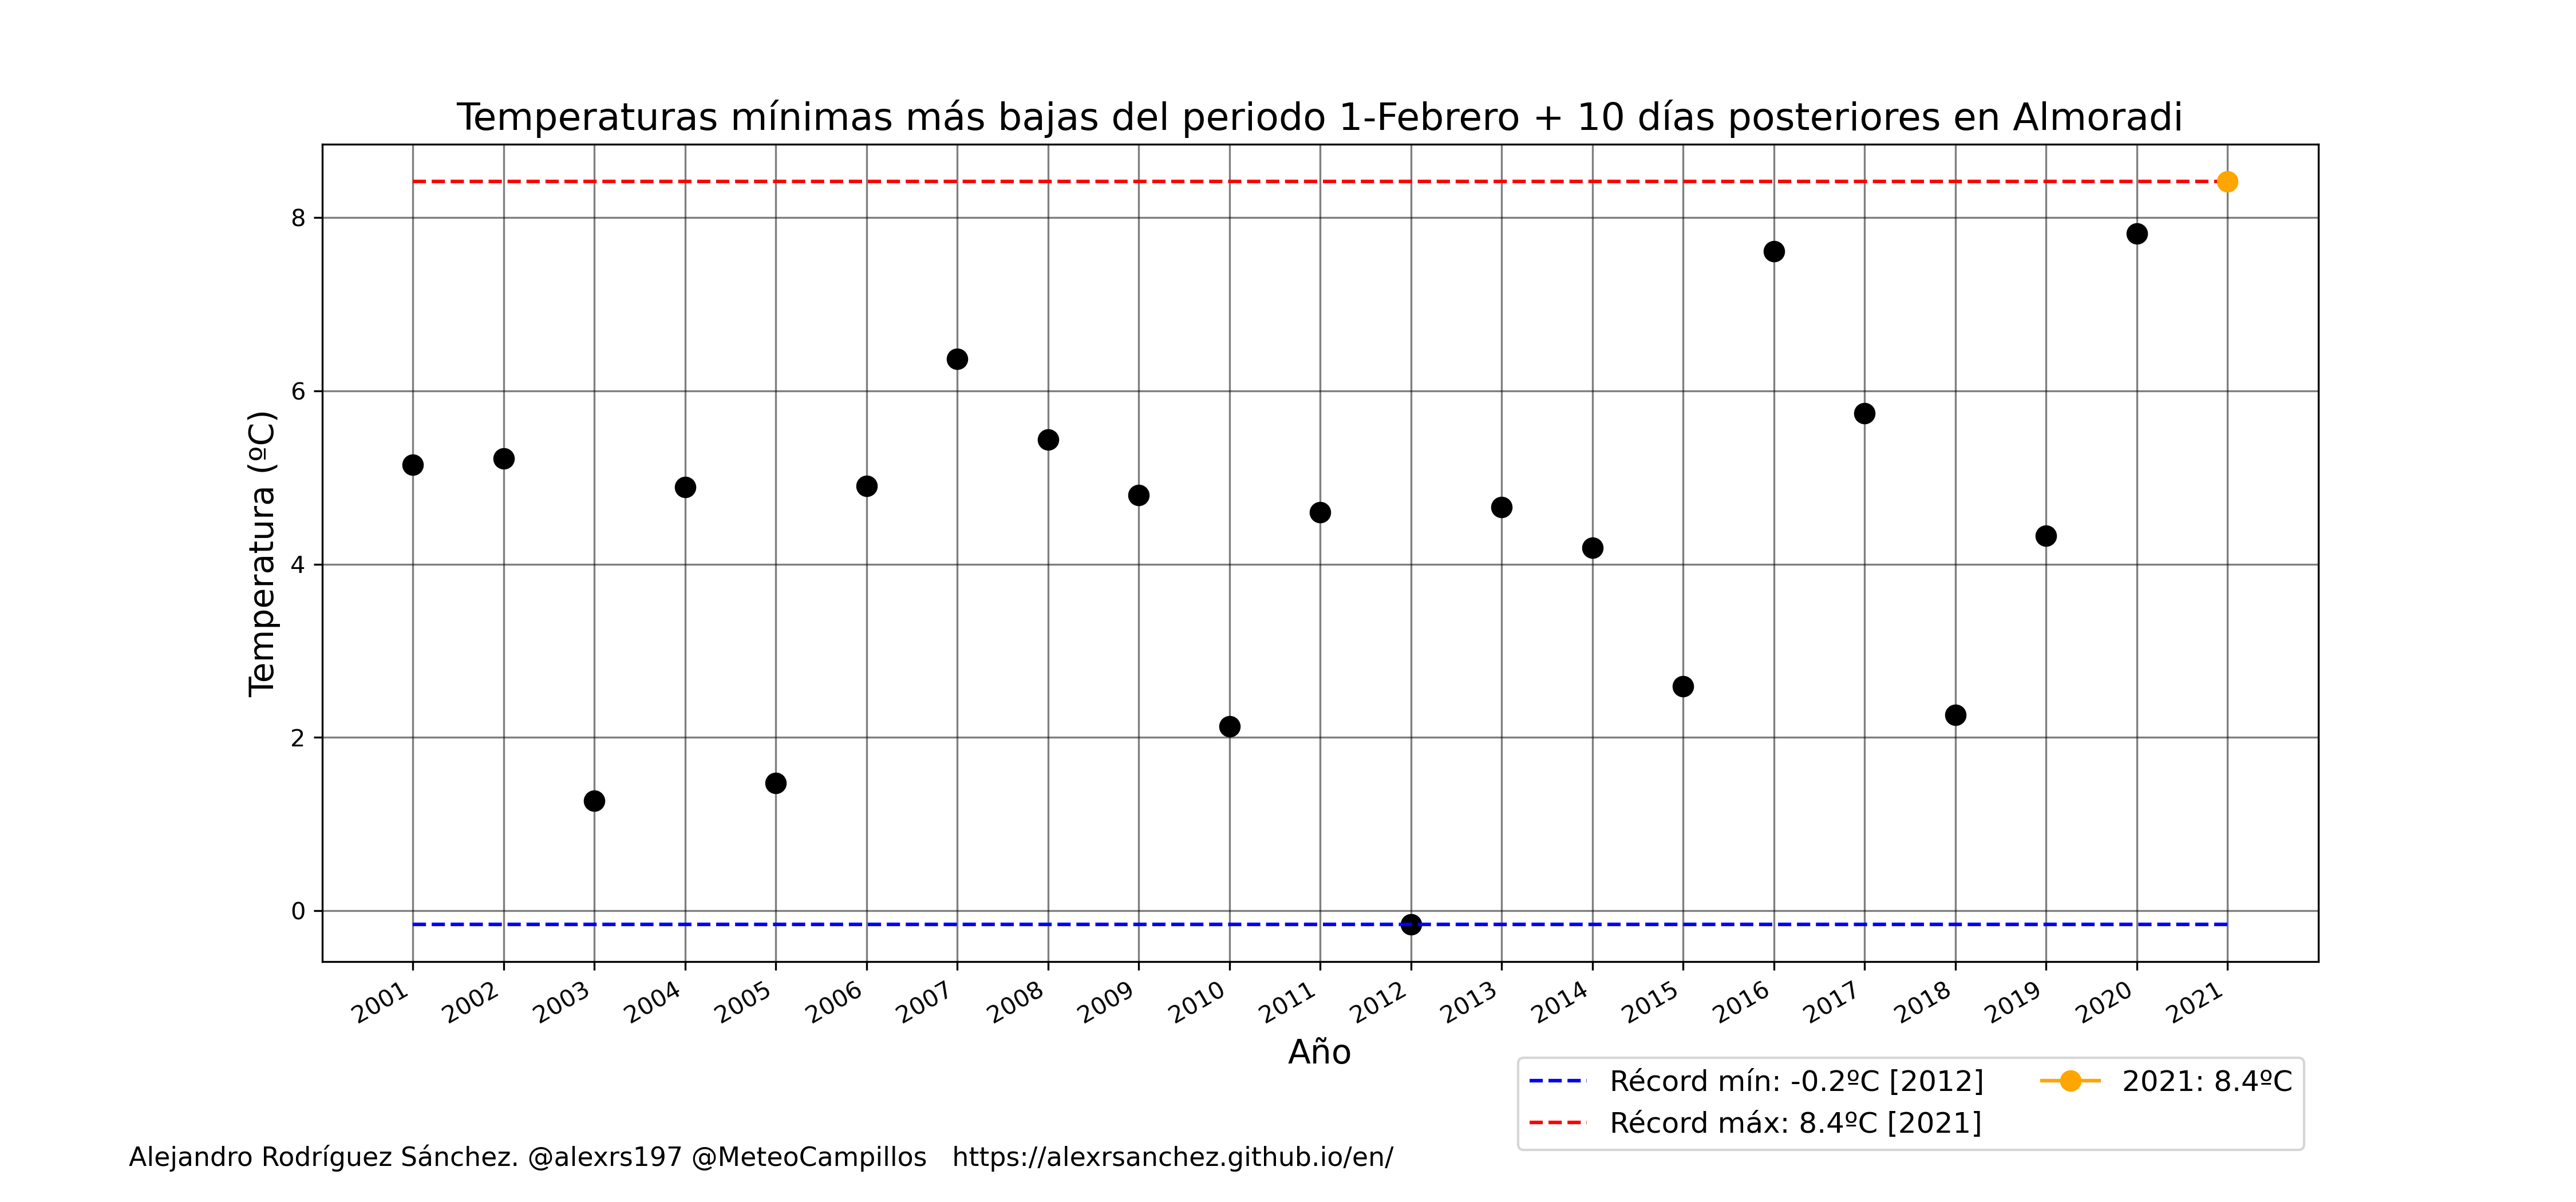 Temperaturas mínimas más bajas del periodo 1-Febrero + 10 días posteriores en Almoradi
Temperatura (ºC)
8
6
4
2
0
2001 2002 2003 2004 2005 2006 2007 2008 2009 2010 2011 2012 2013 2014 2015 2016 2017 2018 2019 2020 2021
Año
Récord mín: -0.2ºC [2012] 2021: 8.4ºC
Récord máx: 8.4ºC [2021]
Alejandro Rodríguez Sánchez. @alexrs197 @MeteoCampillos https://alexrsanchez.github.io/en/